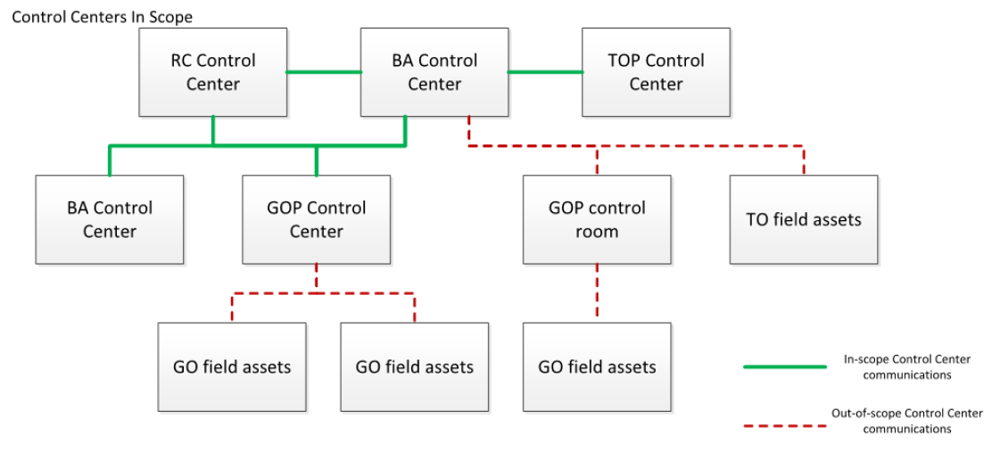 Control Centers In Scope
RC Control
Center
BA Control
Center
TOP Control
Center
BA Control
Center
GOP Control
Center
GOP control
room
TO field assets
GO field assets
GO field assets
GO field assets
In-scope Control Center
communications
Out-of-scope Control Center
communications